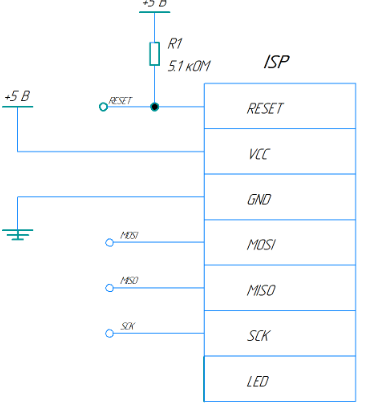 +5 В
R1
5.1 кОМ
ISP
RESET
RESET
+5 В
VCC
GND
MOSI
MOSI
MISO
MISO
SCK
SCK
LED